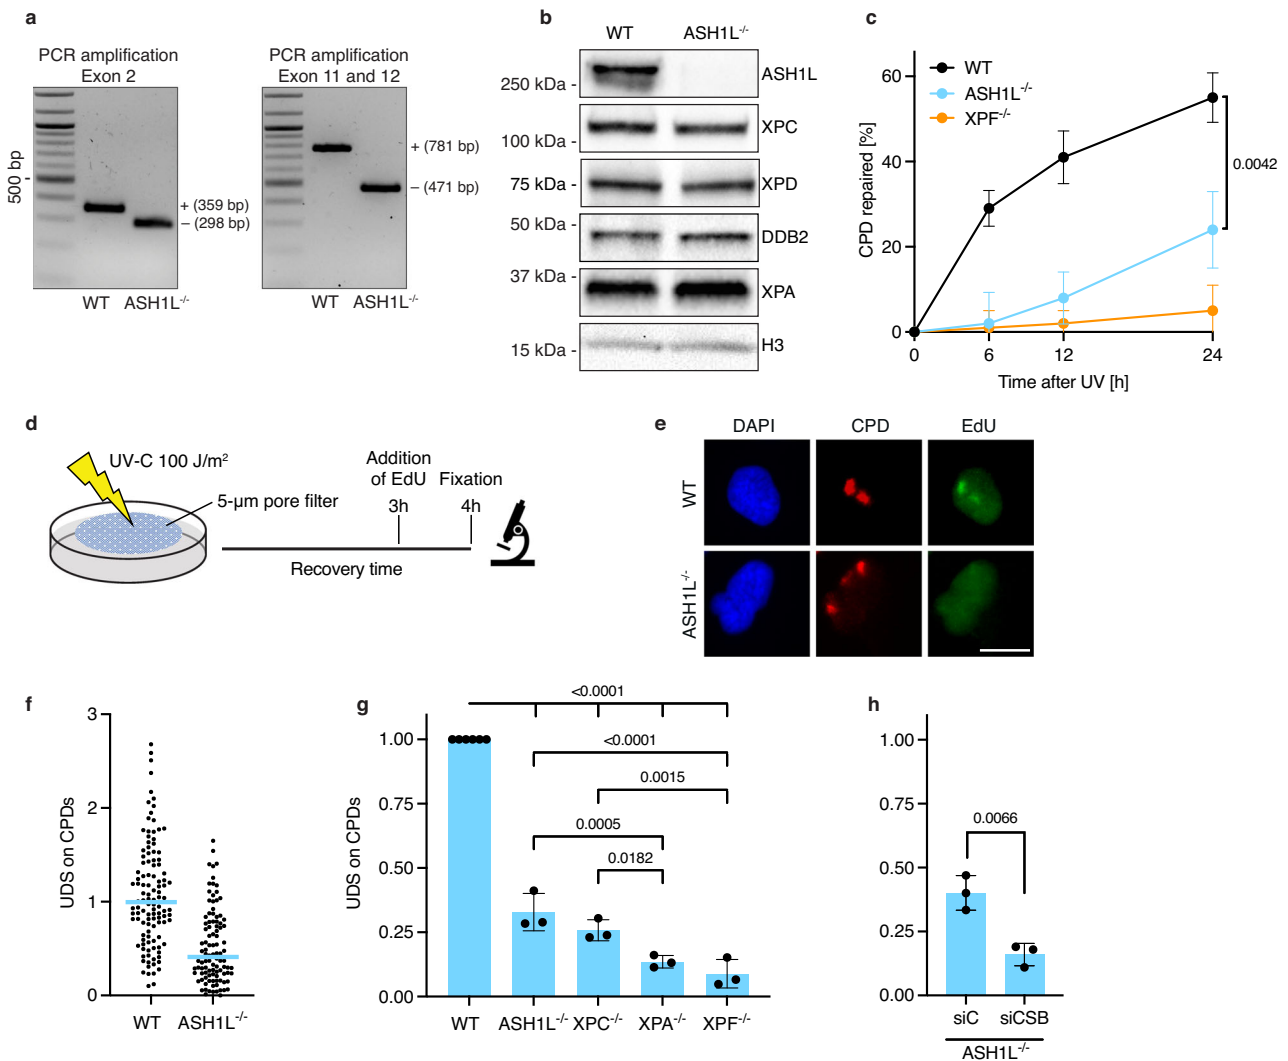 a
PCR amplification
Exon 2
500 bp
+ (359 bp)
– (298 bp)
WT ASH1L-/-
PCR amplification
Exon 11 and 12
+ (781 bp)
– (471 bp)
WT ASH1L-/-
b
WT ASH1L-/-
250 kDa - ASH1L
100 kDa - XPC
75 kDa - XPD
50 kDa - DDB2
37 kDa - XPA
15 kDa - H3
c
WT
ASH1L-/-
XPF-/-
CPD repaired [%]
60
40
20
0
0.0042
0 6 12 24
Time after UV [h]
d
UV-C 100 J/m²
5-µm pore filter
Addition
of EdU
3h
Fixation
4h
Recovery time
e
DAPI CPD EdU
WT
ASH1L-/-
f
UDS on CPDs
3
2
1
0
WT ASH1L-/-
g
UDS on CPDs
1.00
0.75
0.50
0.25
0.00
<0.0001
<0.0001
0.0015
0.0005
0.0182
WT ASH1L-/- XPC-/- XPA-/- XPF-/-
h
1.00
0.75
0.50
0.25
0.00
0.0066
siC siCSB
ASH1L-/-